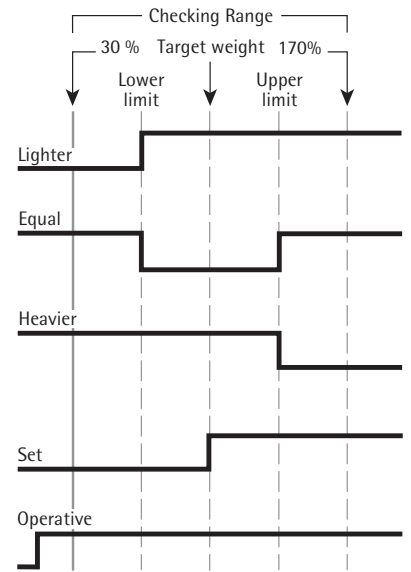 Checking Range
30 % Target weight 170%
Lower
limit
Upper
limit
Lighter
Equal
Heavier
Set
Operative